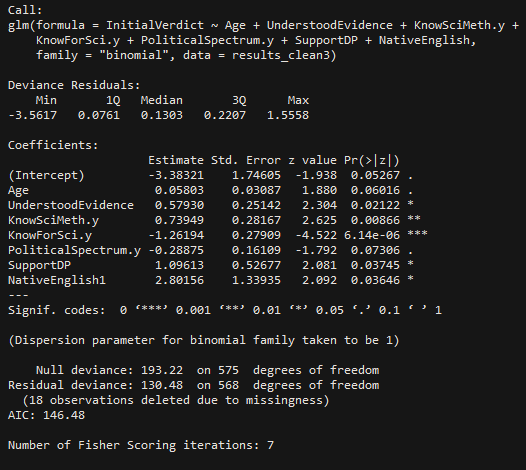 Call:
glm(formula = InitialVerdict ~ Age + UnderstoodEvidence + KnowSciMeth.y +
    KnowForSci.y + PoliticalSpectrum.y + SupportDP + NativeEnglish,
    family = "binomial", data = results_clean3)

Deviance Residuals:
    Min       1Q   Median       3Q      Max
-3.5617   0.0761   0.1303   0.2207   1.5558

Coefficients:
                    Estimate Std. Error z value Pr(>|z|)
(Intercept)         -3.38321    1.74605  -1.938  0.05267 .
Age                  0.05803    0.03087   1.880  0.06016 .
UnderstoodEvidence   0.57930    0.25142   2.304  0.02122 *
KnowSciMeth.y        0.73949    0.28167   2.625  0.00866 **
KnowForSci.y        -1.26194    0.27909  -4.522 6.14e-06 ***
PoliticalSpectrum.y -0.28875    0.16109  -1.792  0.07306 .
SupportDP            1.09613    0.52677   2.081  0.03745 *
NativeEnglish1       2.80156    1.33935   2.092  0.03646 *
---
Signif. codes:  0 ‘***’ 0.001 ‘**’ 0.01 ‘*’ 0.05 ‘.’ 0.1 ‘ ’ 1

(Dispersion parameter for binomial family taken to be 1)

    Null deviance: 193.22  on 575  degrees of freedom
Residual deviance: 130.48  on 568  degrees of freedom
  (18 observations deleted due to missingness)
AIC: 146.48

Number of Fisher Scoring iterations: 7